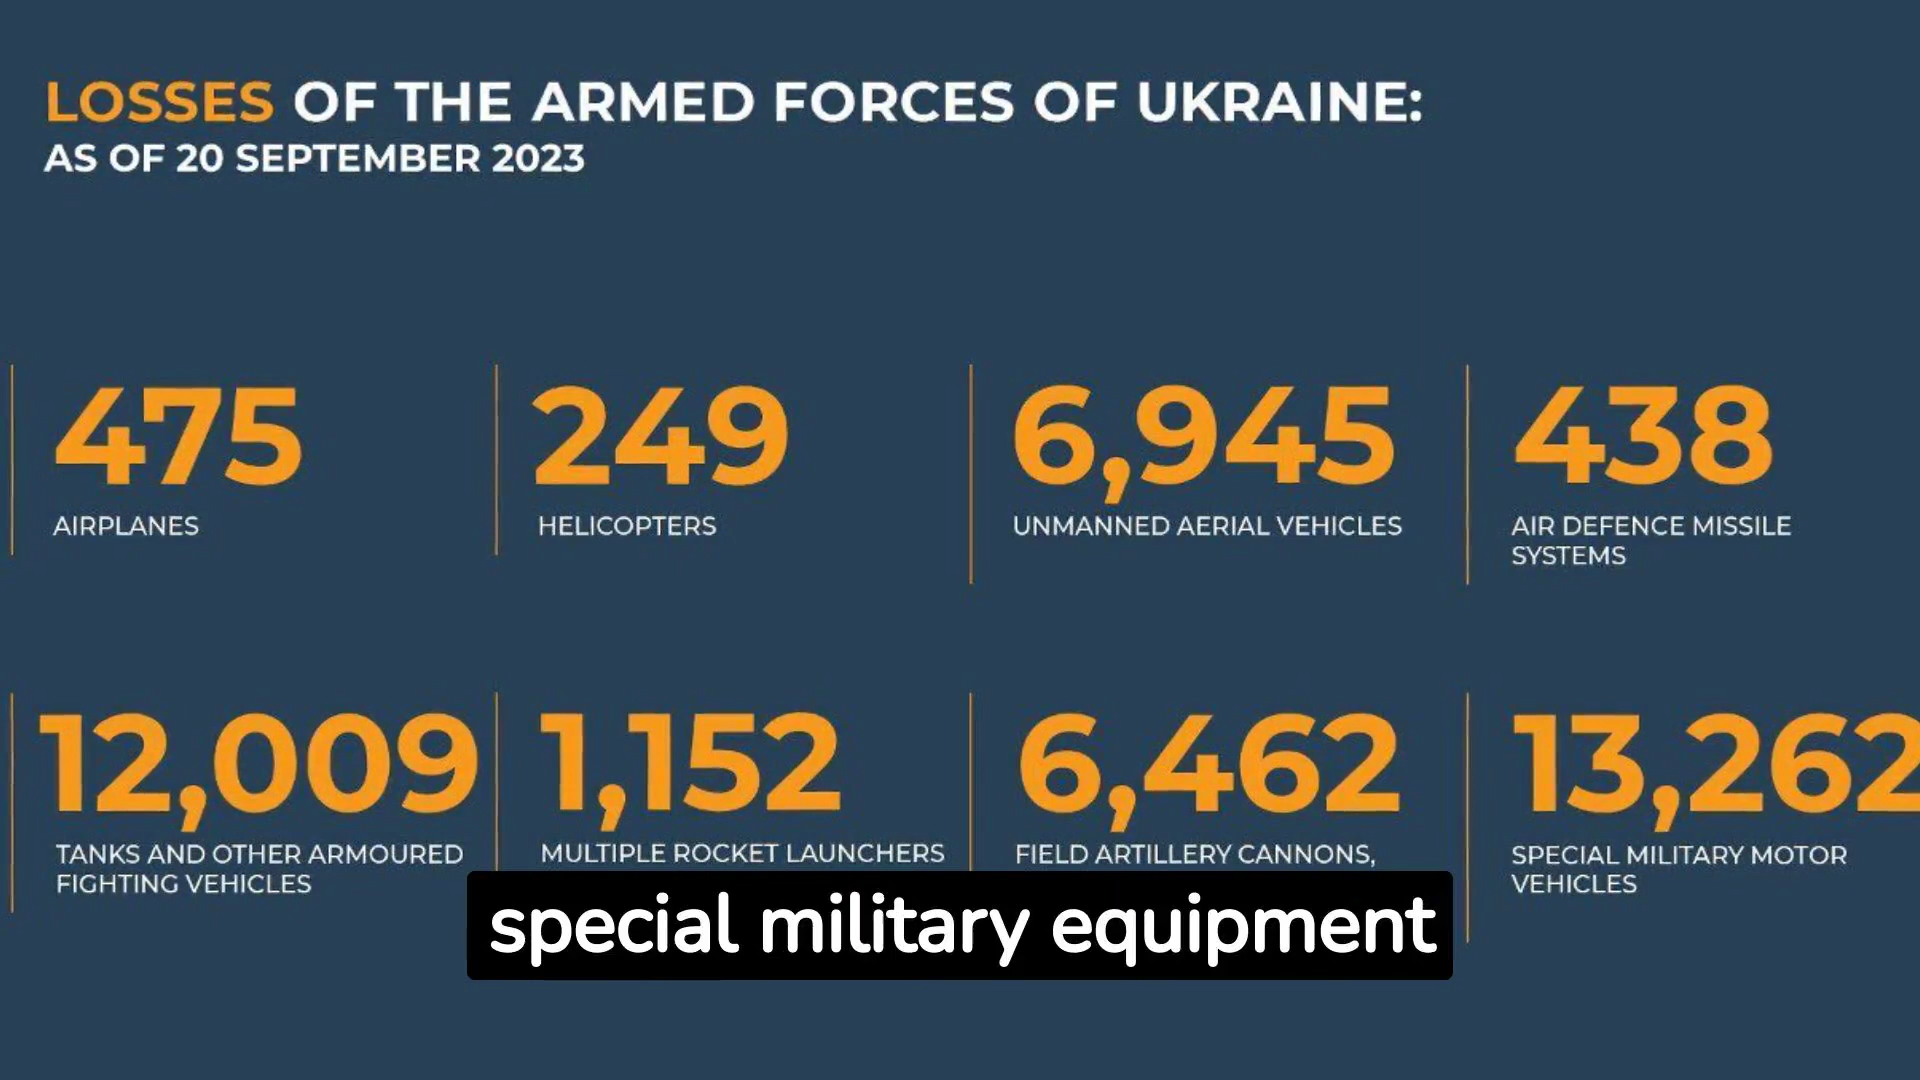 LOSSES OF THE ARMED FORCES OF UKRAINE:
AS OF 20 SEPTEMBER 2023
475
AIRPLANES
249
HELICOPTERS
6,945
UNMANNED AERIAL VEHICLES
438
AIR DEFENCE MISSILE
SYSTEMS
12,009
TANKS AND OTHER ARMOURED
FIGHTING VEHICLES
1,152
MULTIPLE ROCKET LAUNCHERS
6,462
FIELD ARTILLERY CANNONS,
13,262
SPECIAL MILITARY MOTOR
VEHICLES
special military equipment